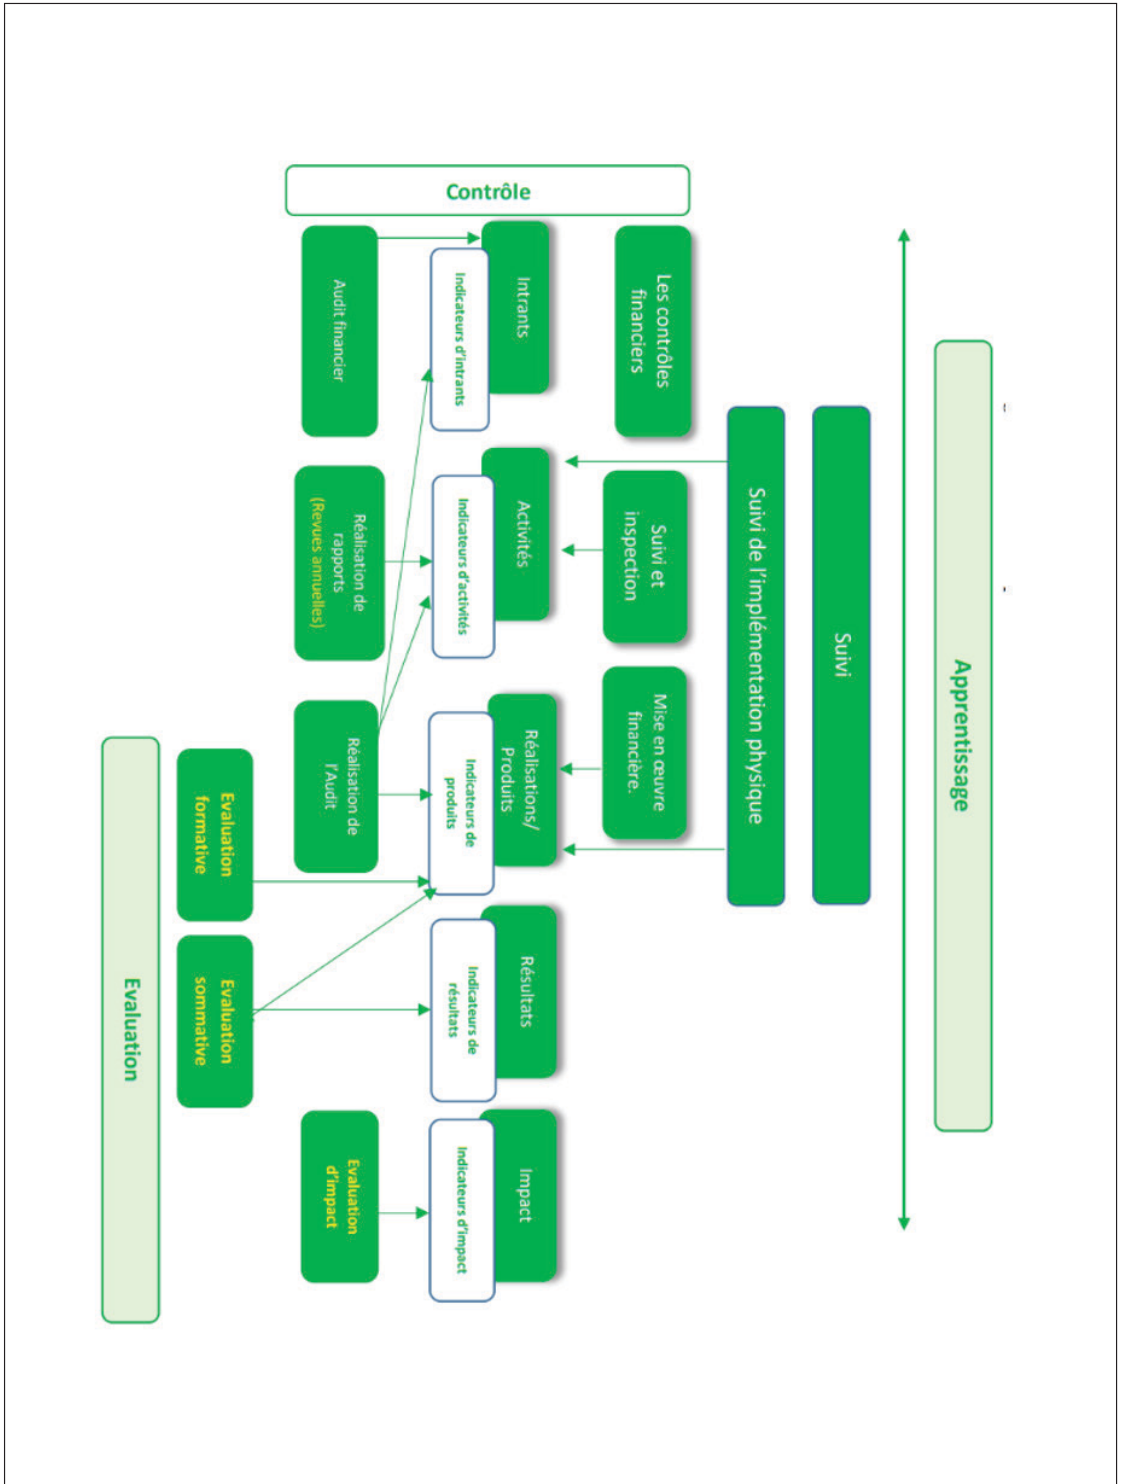 Apprentissage
Suivi
Suivi de l'implémentation physique
Les contrôles
financiers
Suivi et
inspection
Mise en œuvre
financière.
Contrôle
Intrants
Indicateurs d'intrants
Activités
Indicateurs d'activités
Réalisations/
Produits
Indicateurs de
produits
Résultats
Indicateurs de
résultats
Impact
Indicateurs d'impact
Audit financier
Réalisation de
rapports
(Revues annuelles)
Réalisation de
l'Audit
Evaluation
d'impact
Evaluation
formative
Evaluation
sommative
Evaluation